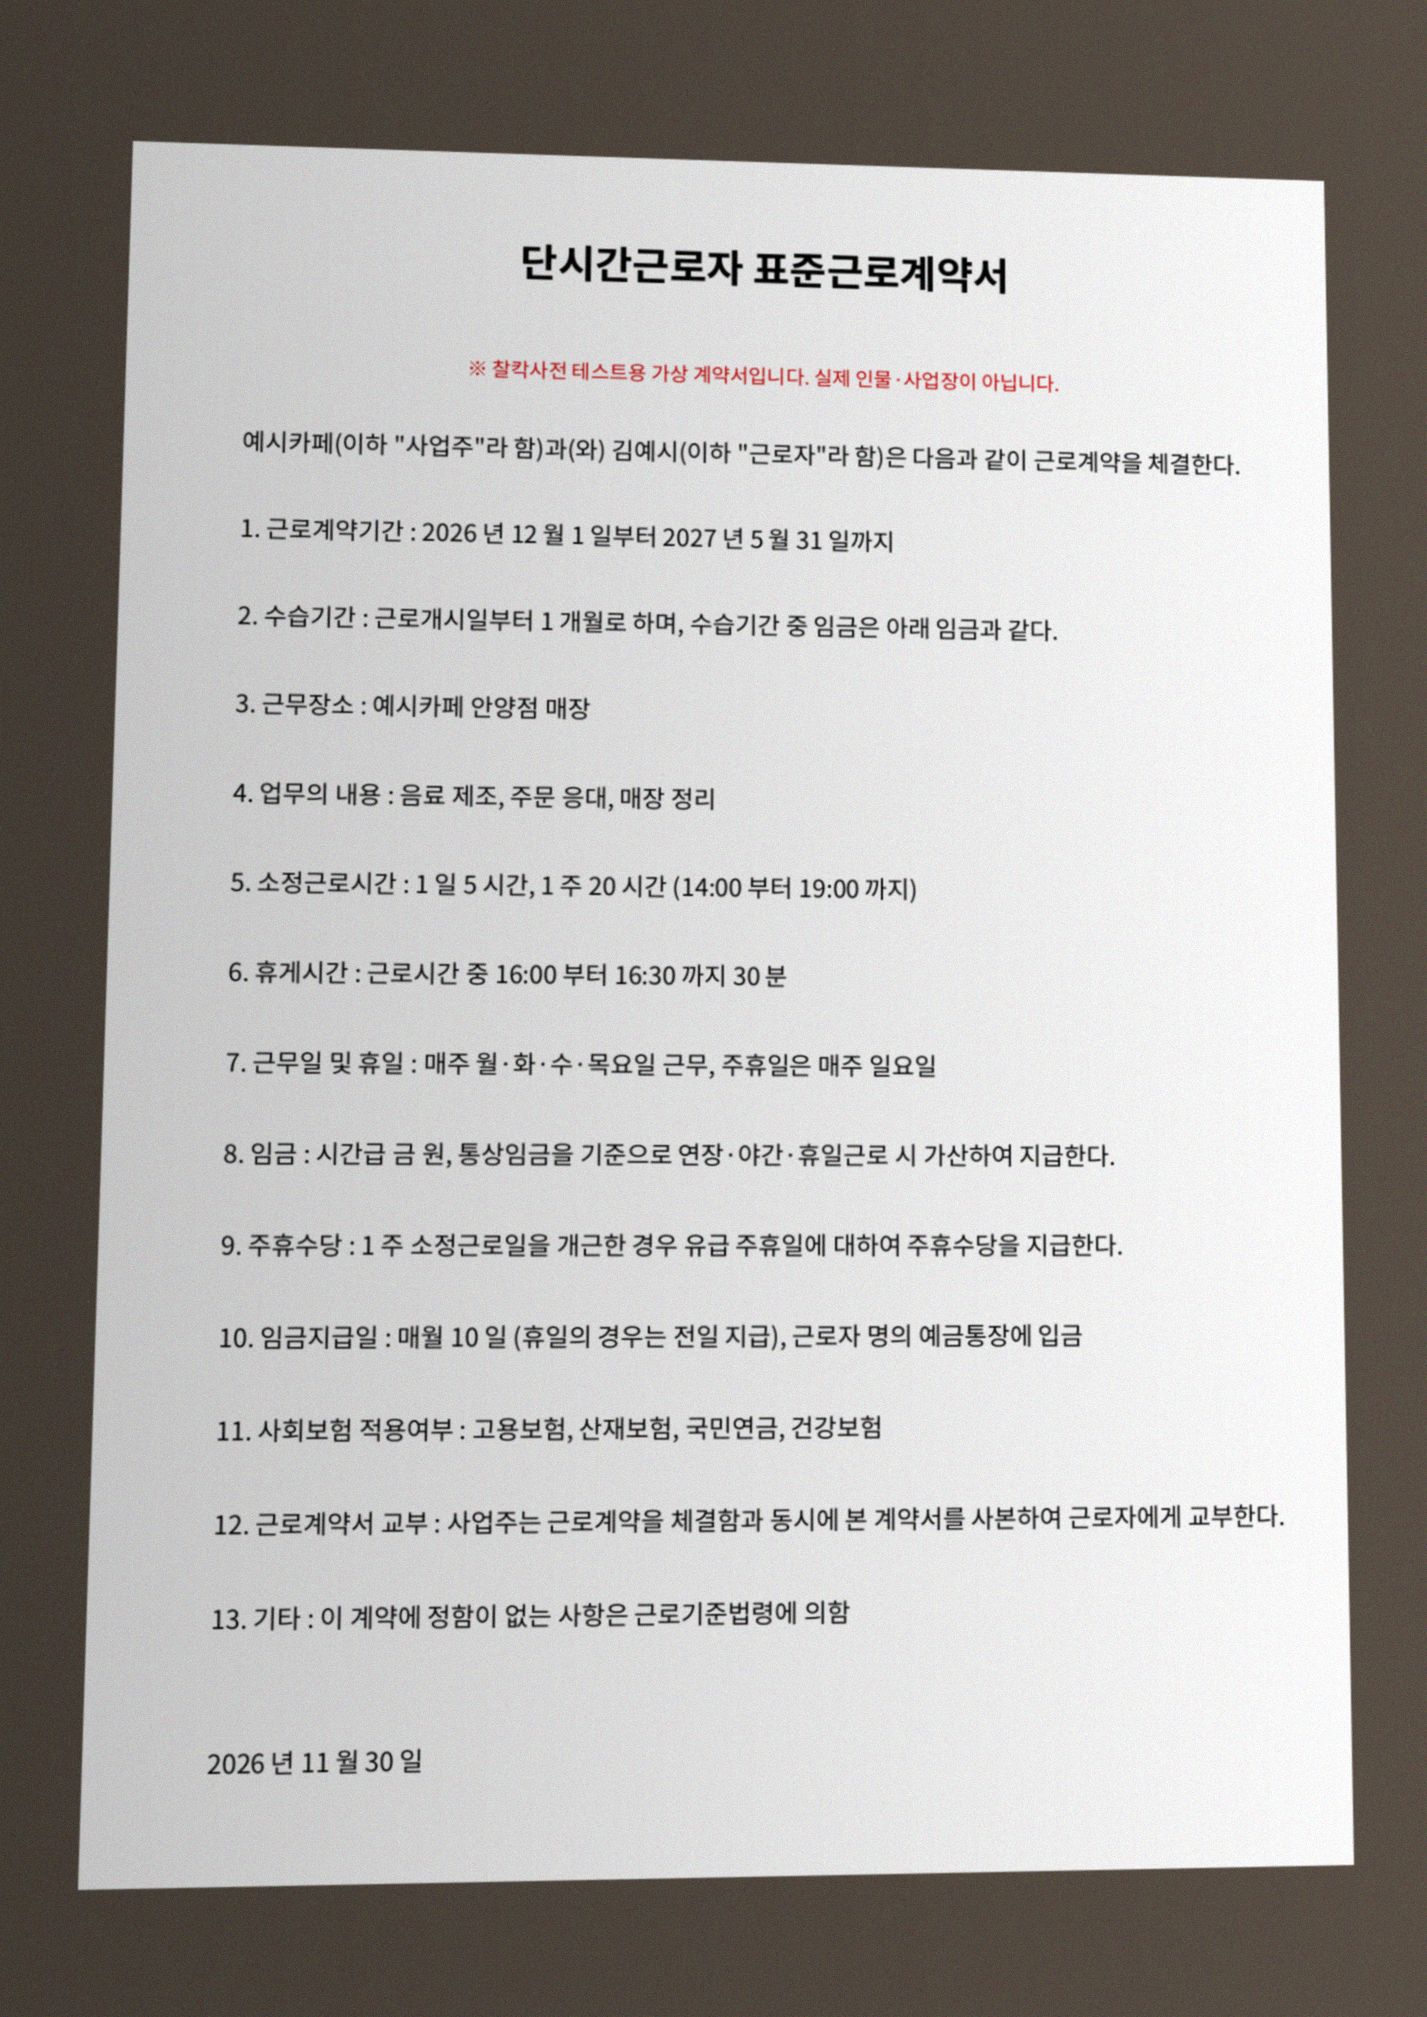 단시간근로자 표준근로계약서
※ 찰칵사전 테스트용 가상 계약서입니다. 실제 인물·사업장이 아닙니다.
예시카페(이하 "사업주"라 함)과(와) 김예시(이하 "근로자"라 함)은 다음과 같이 근로계약을 체결한다.
1. 근로계약기간 : 2026 년 12 월 1 일부터 2027 년 5 월 31 일까지
2. 수습기간 : 근로개시일부터 1 개월로 하며, 수습기간 중 임금은 아래 임금과 같다.
3. 근무장소 : 예시카페 안양점 매장
4. 업무의 내용 : 음료 제조, 주문 응대, 매장 정리
5. 소정근로시간 : 1 일 5 시간, 1 주 20 시간 (14:00 부터 19:00 까지)
6. 휴게시간 : 근로시간 중 16:00 부터 16:30 까지 30 분
7. 근무일 및 휴일 : 매주 월·화·수·목요일 근무, 주휴일은 매주 일요일
8. 임금 : 시간급 금 원, 통상임금을 기준으로 연장·야간·휴일근로 시 가산하여 지급한다.
9. 주휴수당 : 1 주 소정근로일을 개근한 경우 유급 주휴일에 대하여 주휴수당을 지급한다.
10. 임금지급일 : 매월 10 일 (휴일의 경우는 전일 지급), 근로자 명의 예금통장에 입금
11. 사회보험 적용여부 : 고용보험, 산재보험, 국민연금, 건강보험
12. 근로계약서 교부 : 사업주는 근로계약을 체결함과 동시에 본 계약서를 사본하여 근로자에게 교부한다.
13. 기타 : 이 계약에 정함이 없는 사항은 근로기준법령에 의함
2026 년 11 월 30 일